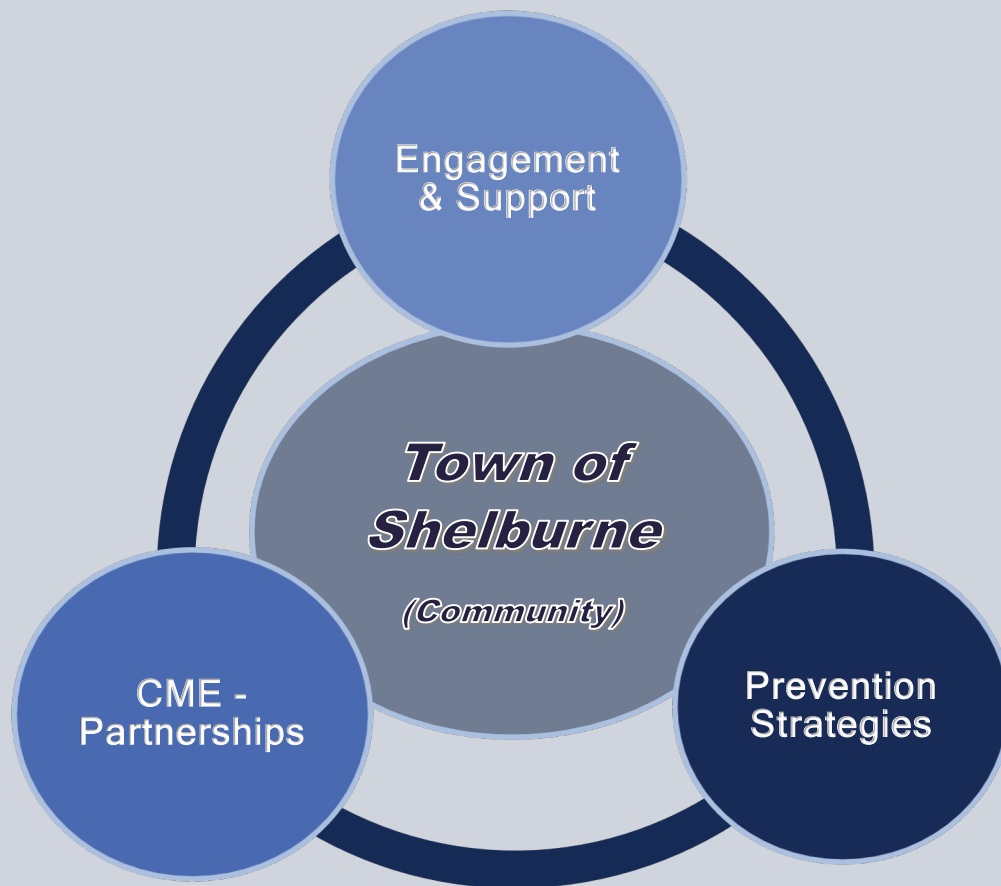 Engagement
& Support
Town of
Shelburne
(Community)
CME -
Partnerships
Prevention
Strategies